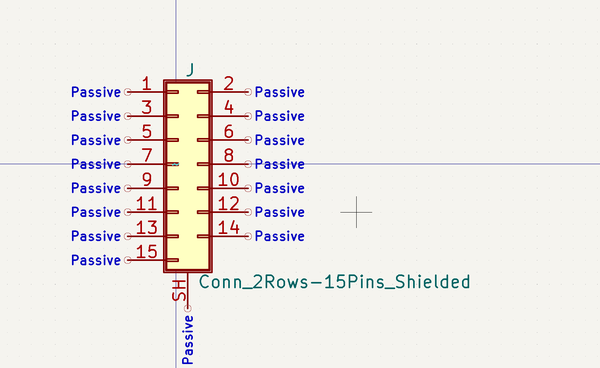 J
Passive 1 2 Passive
Passive 3 4 Passive
Passive 5 6 Passive
Passive 7 8 Passive
Passive 9 10 Passive
Passive 11 12 Passive
Passive 13 14 Passive
Passive 15
SH
Conn_2Rows-15Pins_Shielded
Passive